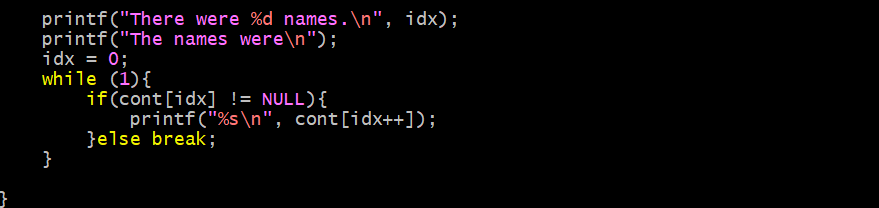 printf("There were %d names.\n", idx);
    printf("The names were\n");
    idx = 0;
    while (1){
        if(cont[idx] != NULL){
            printf("%s\n", cont[idx++]);
        }else break;
    }

}